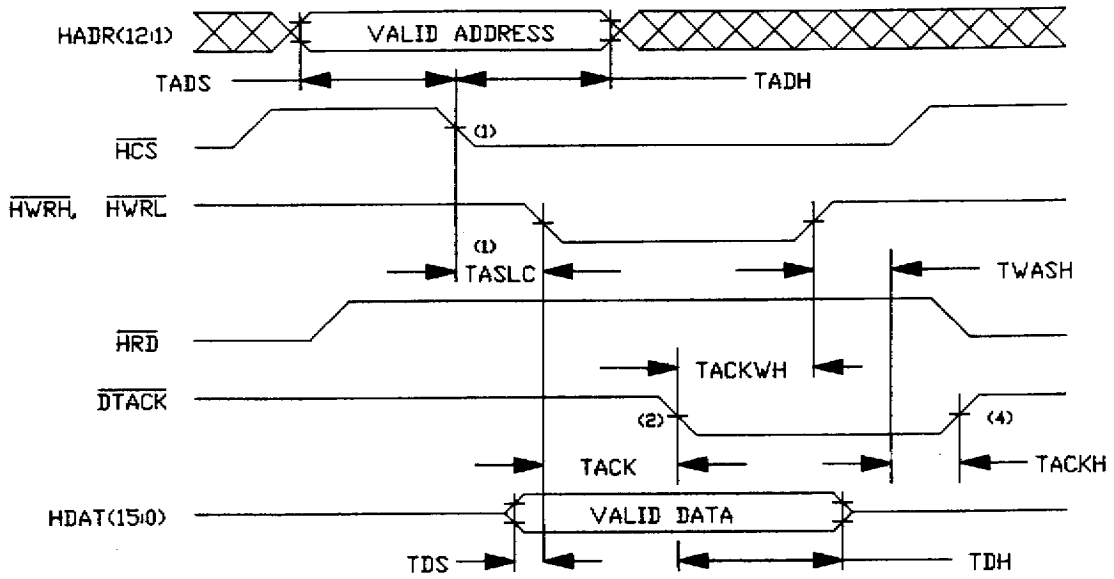 HADR(12:1) VALID ADDRESS
TADS TADH
HCS (1)
HWRH, HWRL
(1)
TASLC TWASH
HRD
TACKWH
DTACK (2) (4)
TACK TACKH
HDAT(15:0) VALID DATA
TDS TDH